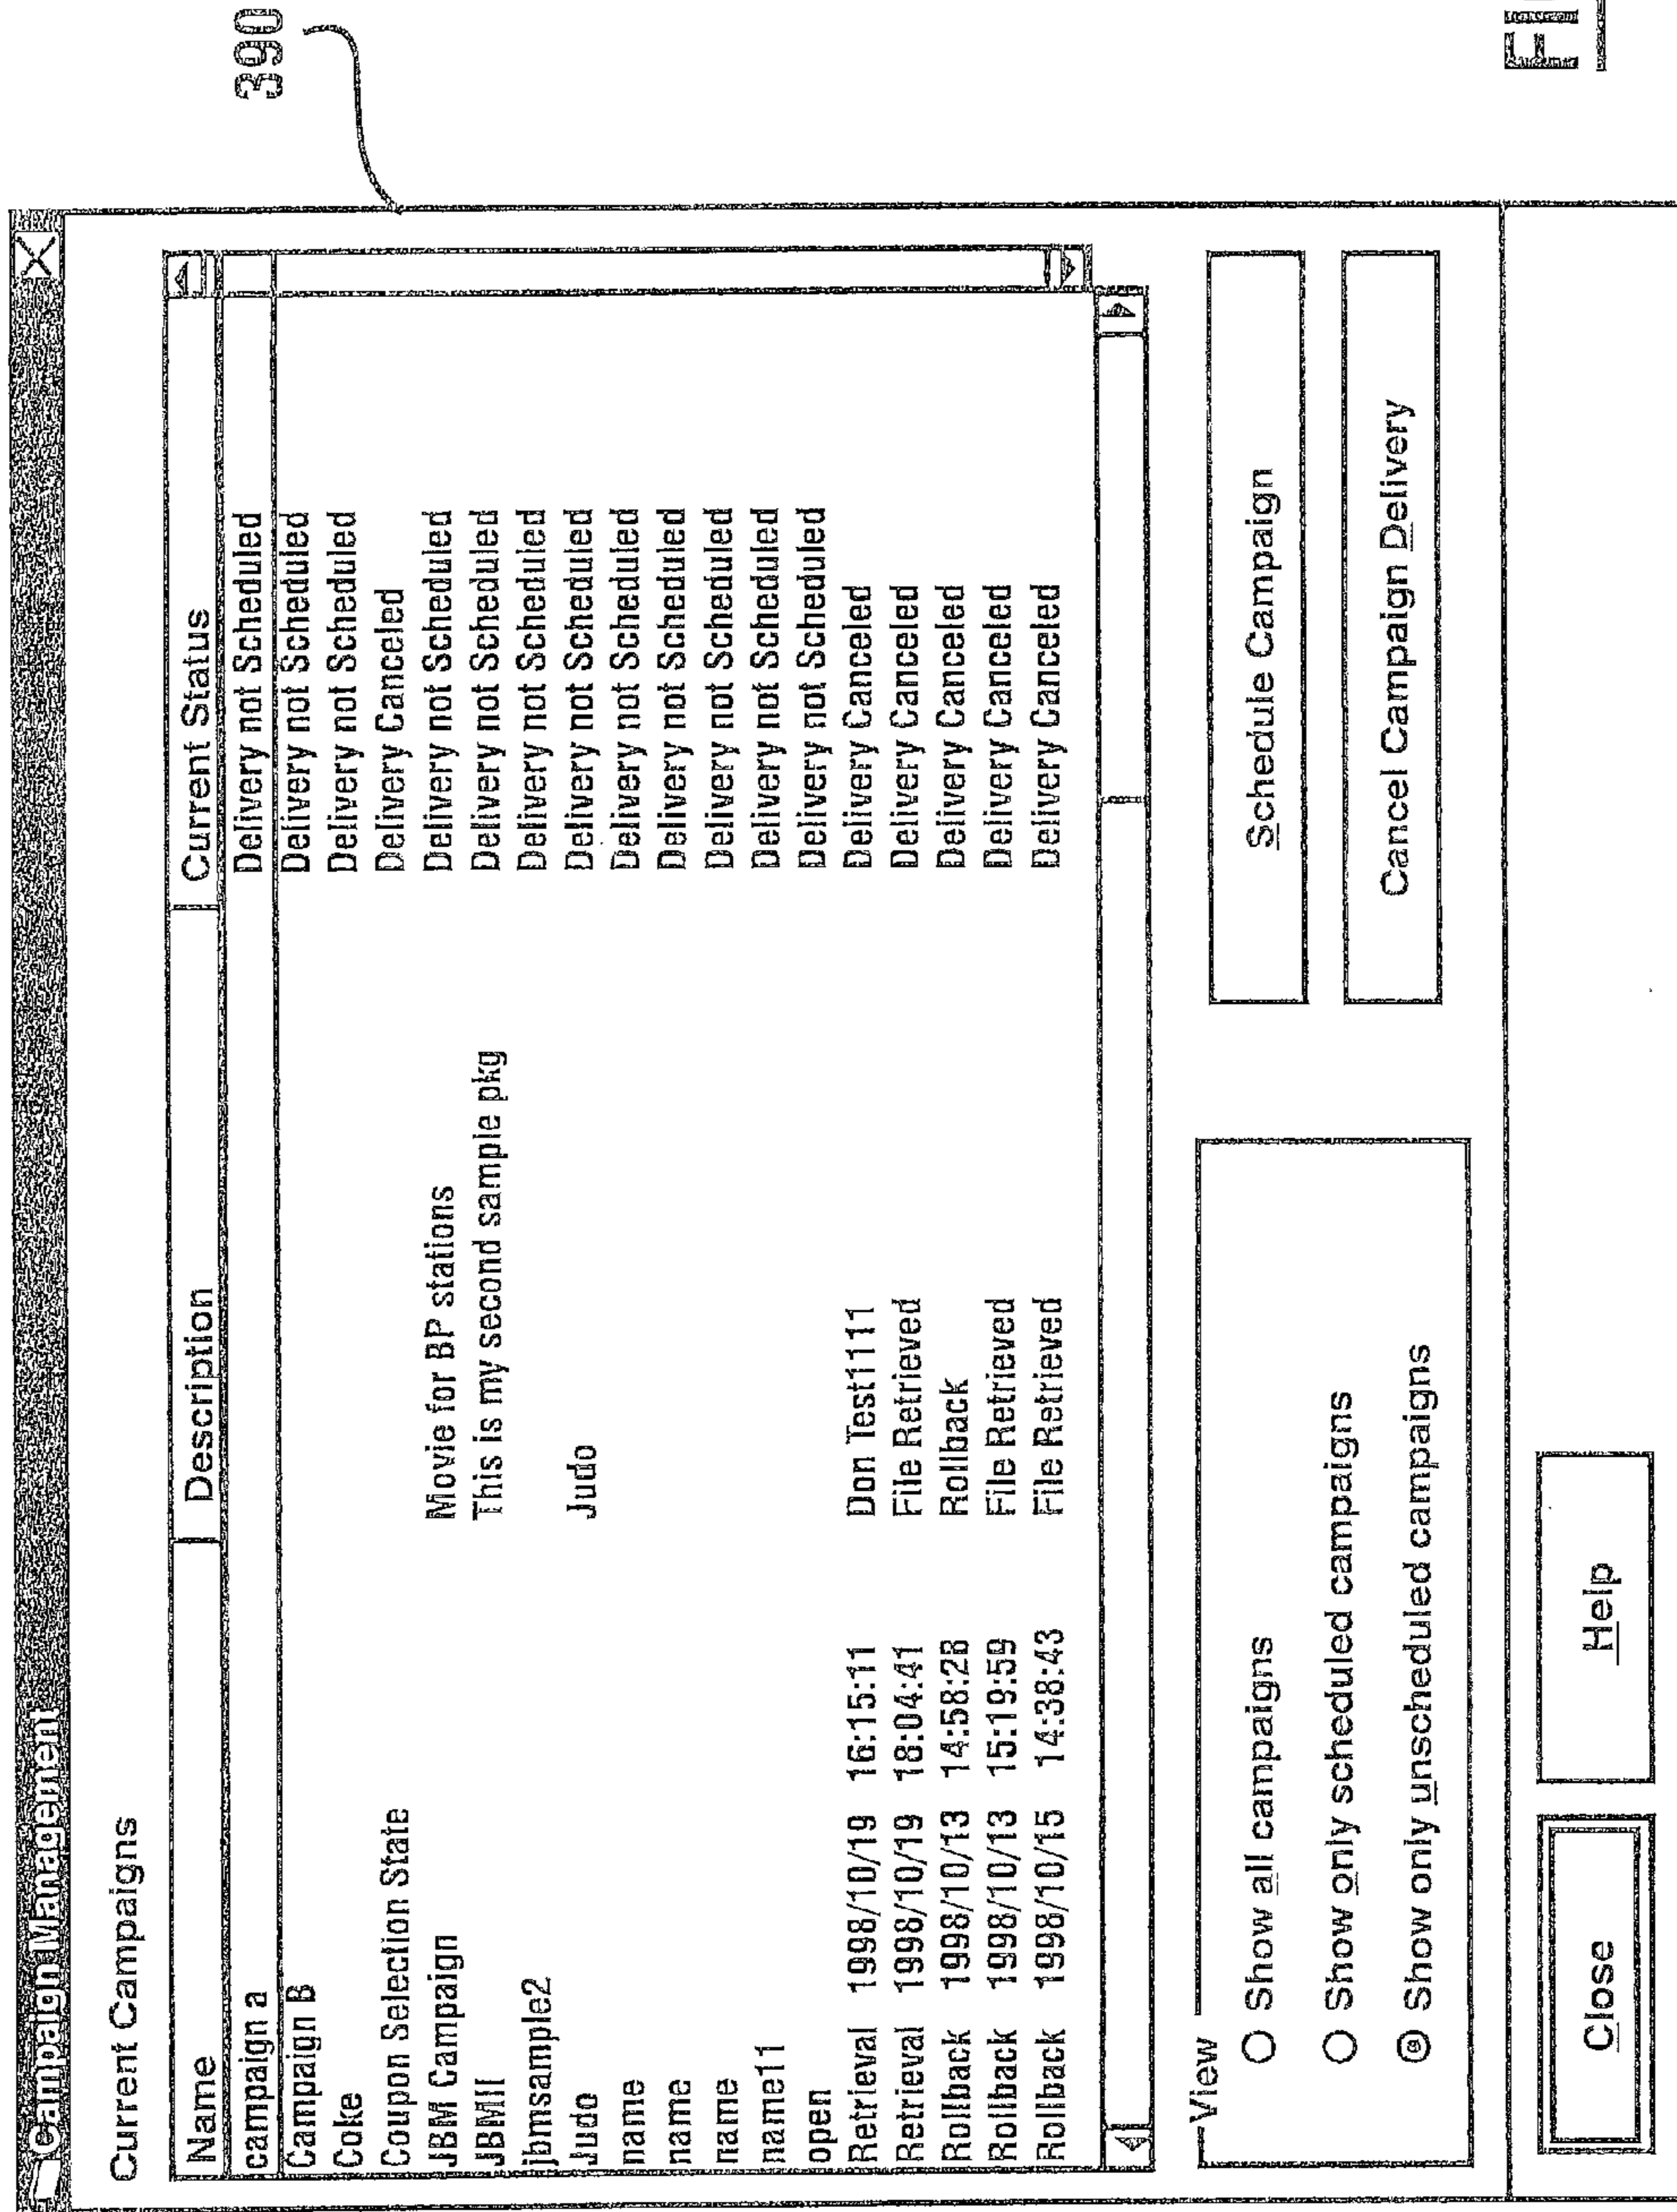 Campaign Management X
Current Campaigns
Name Description Current Status
campaign a Delivery not Scheduled
Campaign B Delivery not Scheduled
Coke Delivery not Scheduled
Coupon Selection State Delivery Canceled
JBM Campaign Movie for BP stations Delivery not Scheduled
JBMII This is my second sample pkg Delivery not Scheduled
jbmsample2 Delivery not Scheduled
Judo Judo Delivery not Scheduled
name Delivery not Scheduled
name Delivery not Scheduled
name Delivery not Scheduled
name11 Delivery not Scheduled
open Delivery not Scheduled
Retrieval 1998/10/19 16:15:11 Don Test1111 Delivery Canceled
Retrieval 1998/10/19 18:04:41 File Retrieved Delivery Canceled
Rollback 1998/10/13 14:58:28 Rollback Delivery Canceled
Rollback 1998/10/13 15:19:59 File Retrieved Delivery Canceled
Rollback 1998/10/15 14:38:43 File Retrieved Delivery Canceled
View
Show all campaigns
Show only scheduled campaigns
Show only unscheduled campaigns
Schedule Campaign
Cancel Campaign Delivery
Close Help
390